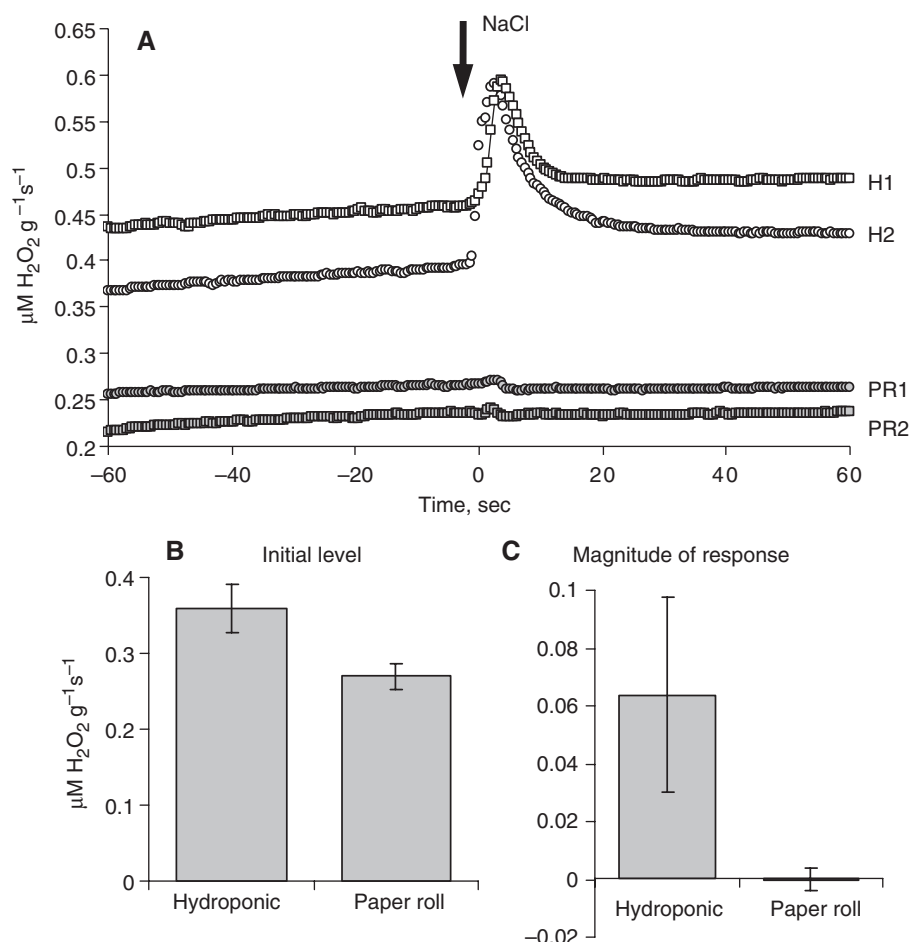 A
NaCl
0.65
0.6
0.55
0.5
0.45
0.4
0.35
0.3
0.25
0.2
μM H₂O₂ g⁻¹s⁻¹
H1
H2
PR1
PR2
−60
−40
−20
0
20
40
60
Time, sec
B
Initial level
0.4
0.3
0.2
0.1
0
μM H₂O₂ g⁻¹s⁻¹
Hydroponic
Paper roll
C
Magnitude of response
0.1
0.08
0.06
0.04
0.02
0
−0.02
Hydroponic
Paper roll